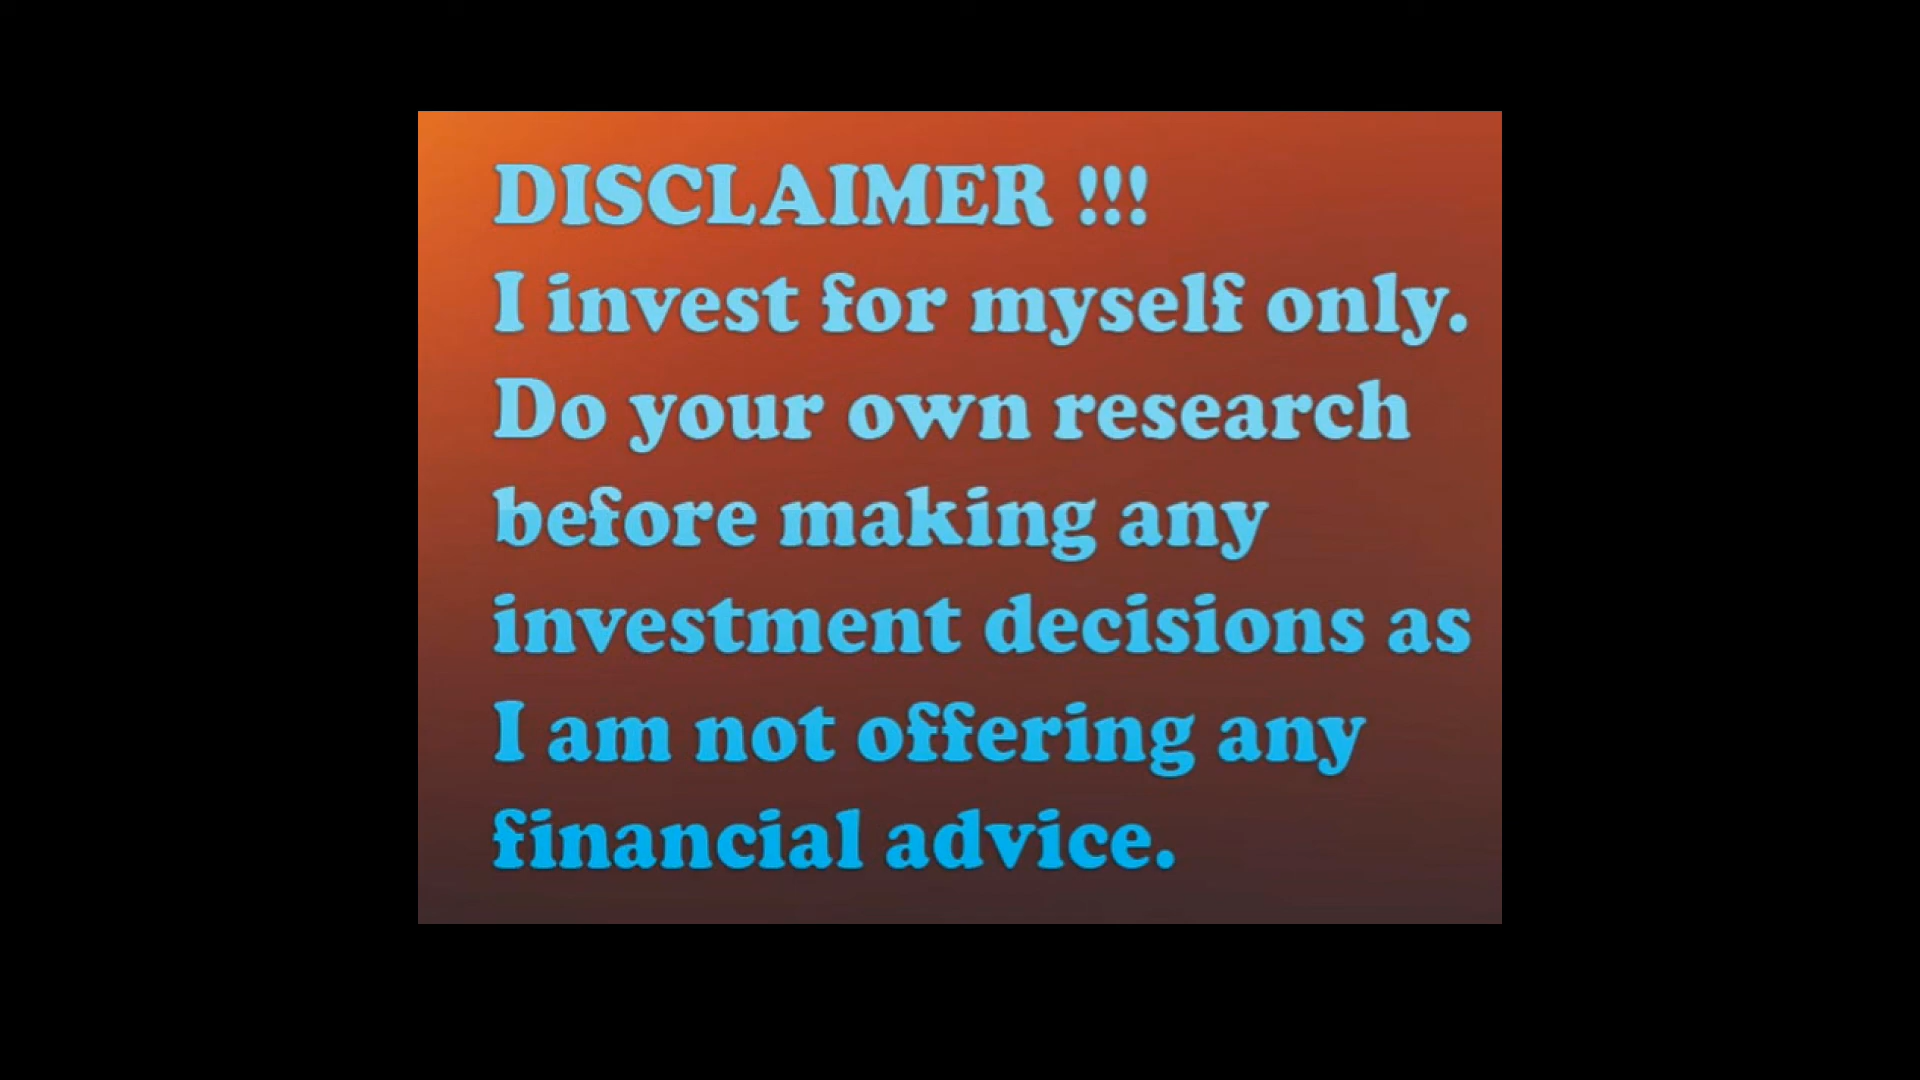 DISCLAIMER !!!
I invest for myself only.
Do your own research
before making any
investment decisions as
I am not offering any
financial advice.